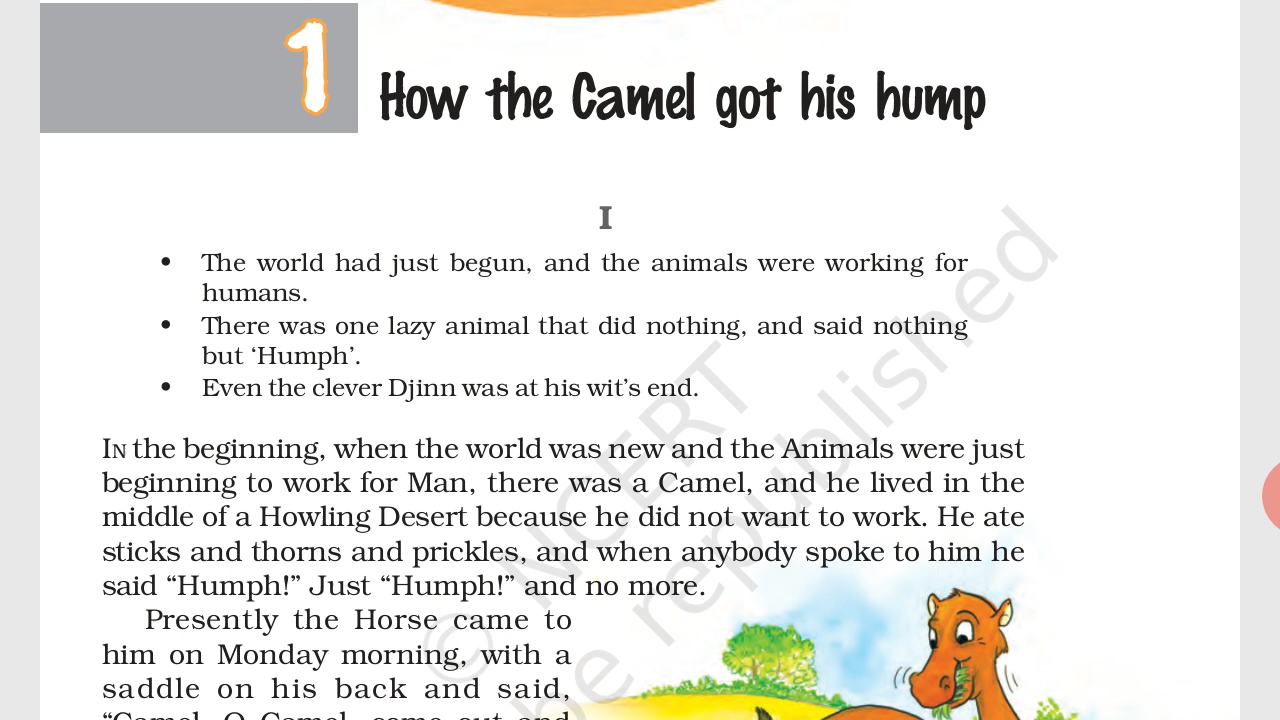 1
How the Camel got his hump
I
• The world had just begun, and the animals were working for
humans.
• There was one lazy animal that did nothing, and said nothing
but ‘Humph’.
• Even the clever Djinn was at his wit’s end.
IN the beginning, when the world was new and the Animals were just
beginning to work for Man, there was a Camel, and he lived in the
middle of a Howling Desert because he did not want to work. He ate
sticks and thorns and prickles, and when anybody spoke to him he
said “Humph!” Just “Humph!” and no more.
Presently the Horse came to
him on Monday morning, with a
saddle on his back and said,
“Camel, O Camel, come out and
© NCERT
be republished